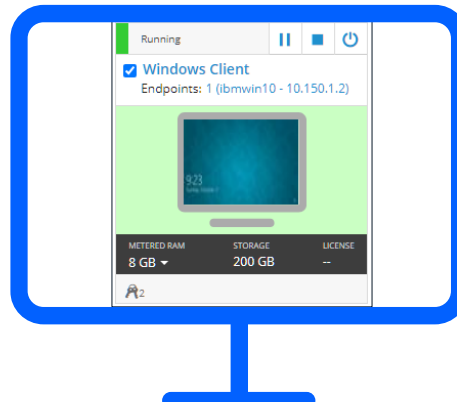 Running
Windows Client
Endpoints: 1 (ibmwin10 - 10.150.1.2)
9:23
METERED RAM STORAGE LICENSE
8 GB 200 GB --
2